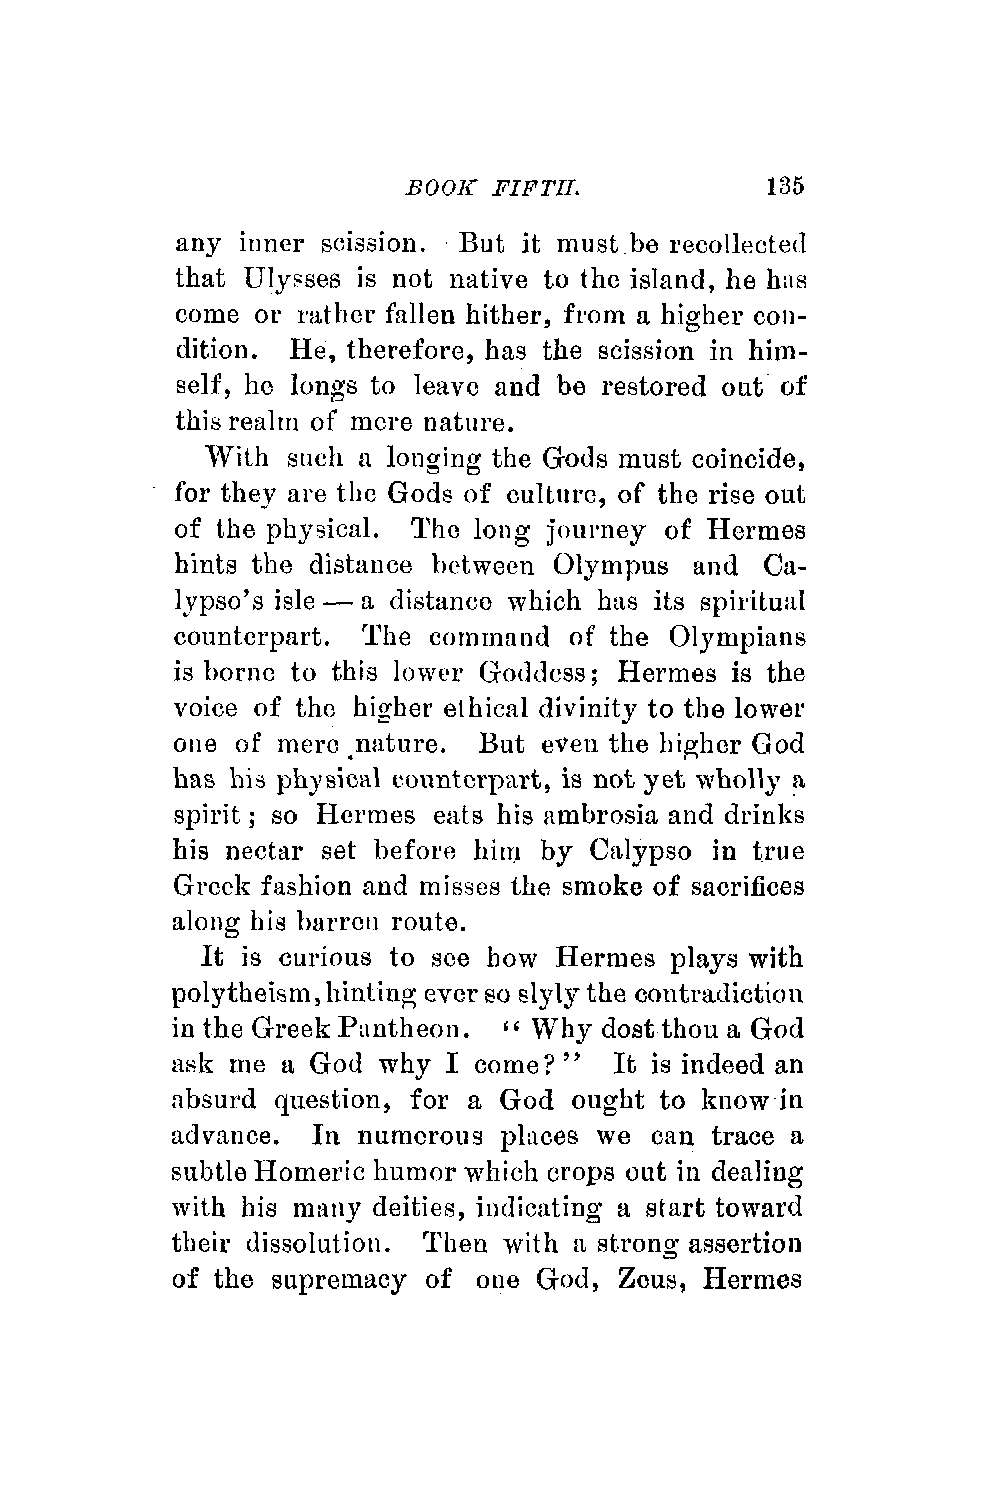 BOOK FIFTH. 135
any inner scission. But it must be recollected
that Ulysses is not native to the island, he has
come or rather fallen hither, from a higher con-
dition. He, therefore, has the scission in him-
self, he longs to leave and be restored out of
this realm of mere nature.
With such a longing the Gods must coincide,
for they are the Gods of culture, of the rise out
of the physical. The long journey of Hermes
hints the distance between Olympus and Ca-
lypso's isle — a distance which has its spiritual
counterpart. The command of the Olympians
is borne to this lower Goddess; Hermes is the
voice of the higher ethical divinity to the lower
one of mere nature. But even the higher God
has his physical counterpart, is not yet wholly a
spirit; so Hermes eats his ambrosia and drinks
his nectar set before him by Calypso in true
Greek fashion and misses the smoke of sacrifices
along his barren route.
It is curious to see how Hermes plays with
polytheism, hinting ever so slyly the contradiction
in the Greek Pantheon. “ Why dost thou a God
ask me a God why I come? ” It is indeed an
absurd question, for a God ought to know in
advance. In numerous places we can trace a
subtle Homeric humor which crops out in dealing
with his many deities, indicating a start toward
their dissolution. Then with a strong assertion
of the supremacy of one God, Zeus, Hermes